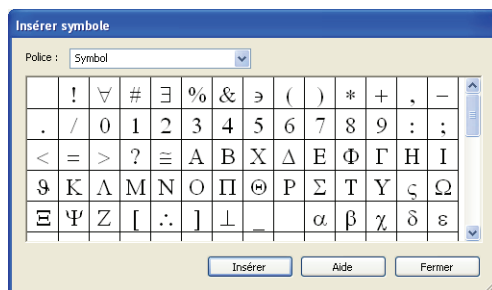 Insérer symbole
Police : Symbol
! ∀ # ∃ % & ϶ ( ) * + , −
. / 0 1 2 3 4 5 6 7 8 9 : ;
< = > ? ≅ Α Β Χ Δ Ε Φ Γ Η Ι
ϑ Κ Λ Μ Ν Ο Π Θ Ρ Σ Τ Υ ς Ω
Ξ Ψ Ζ [ ∴ ] ⊥ _ α β χ δ ε
Insérer Aide Fermer